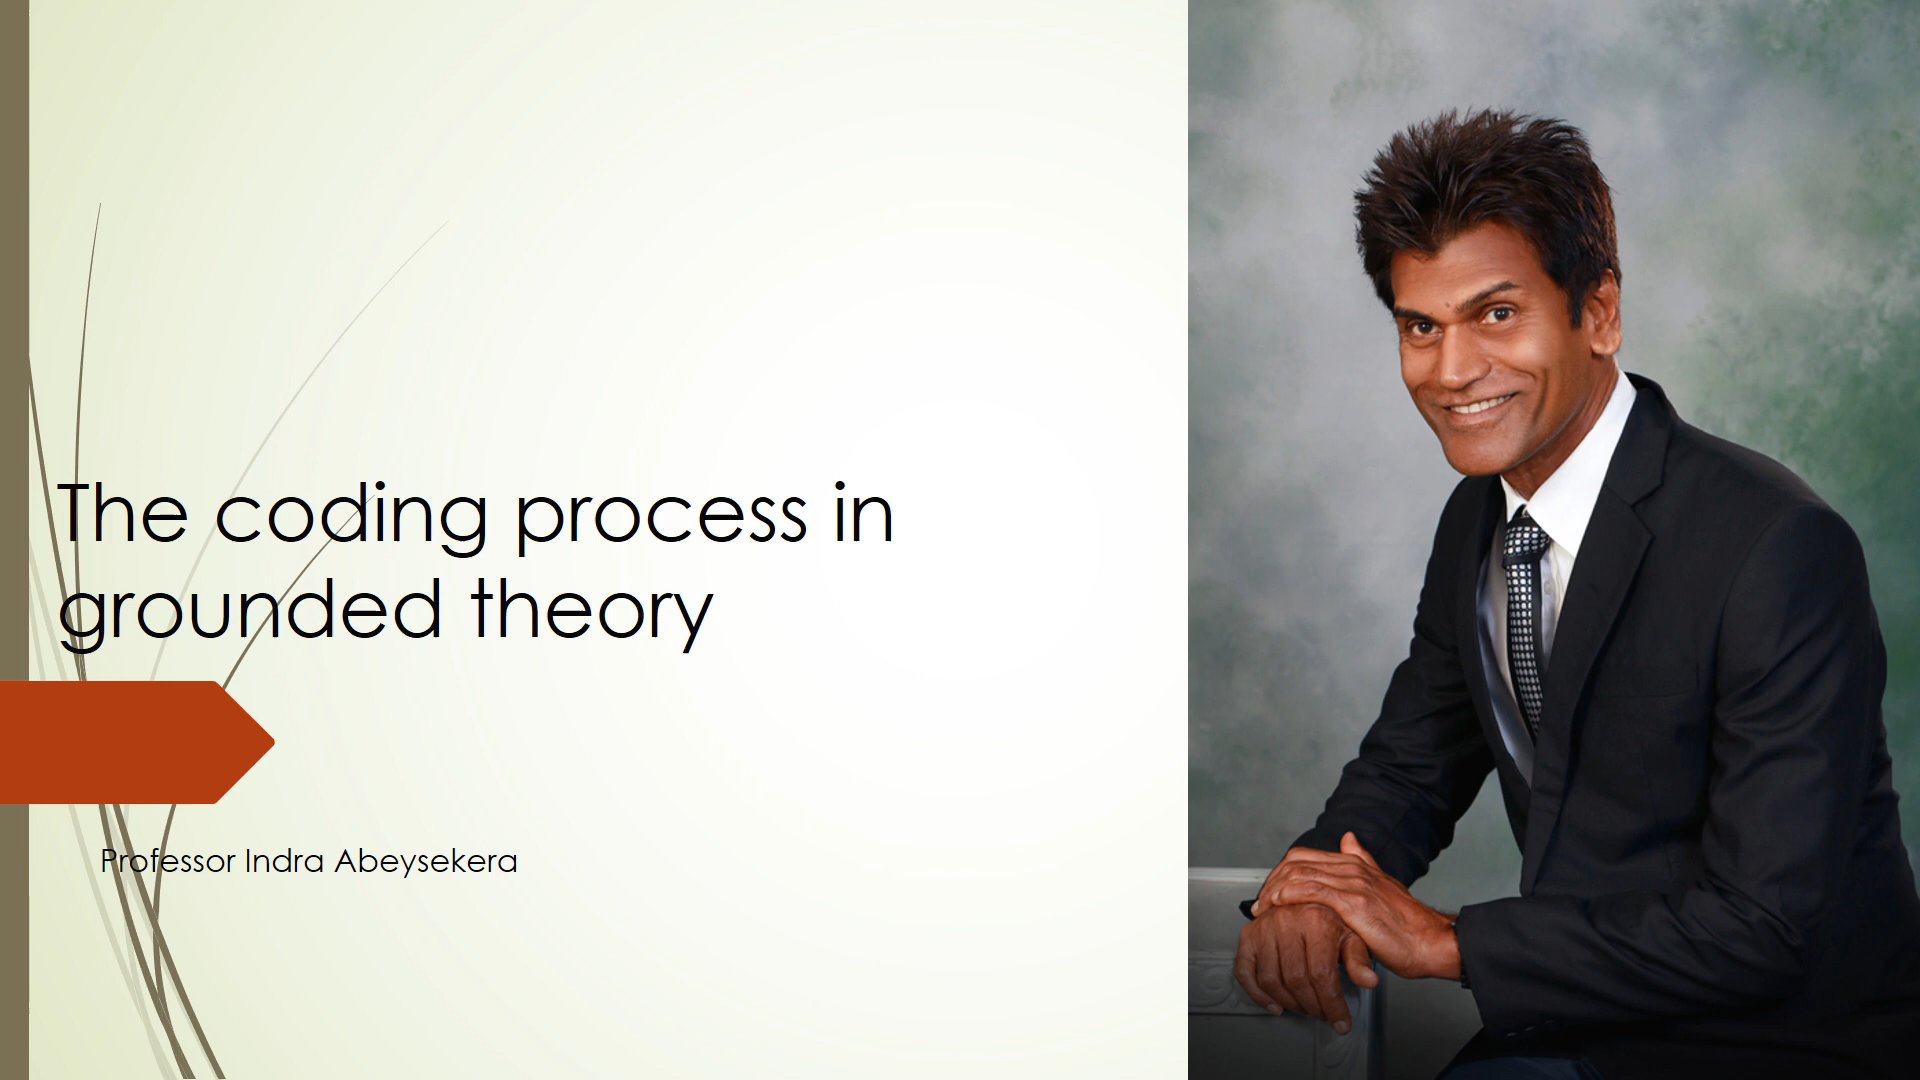 The coding process in
grounded theory
Professor Indra Abeysekera